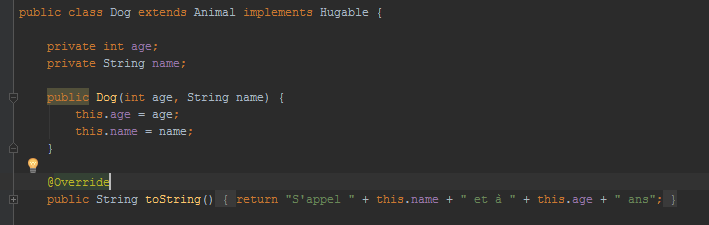 public class Dog extends Animal implements Hugable {
private int age;
private String name;
public Dog(int age, String name) {
this.age = age;
this.name = name;
}
@Override
public String toString() { return "S'appel " + this.name + " et à " + this.age + " ans"; }